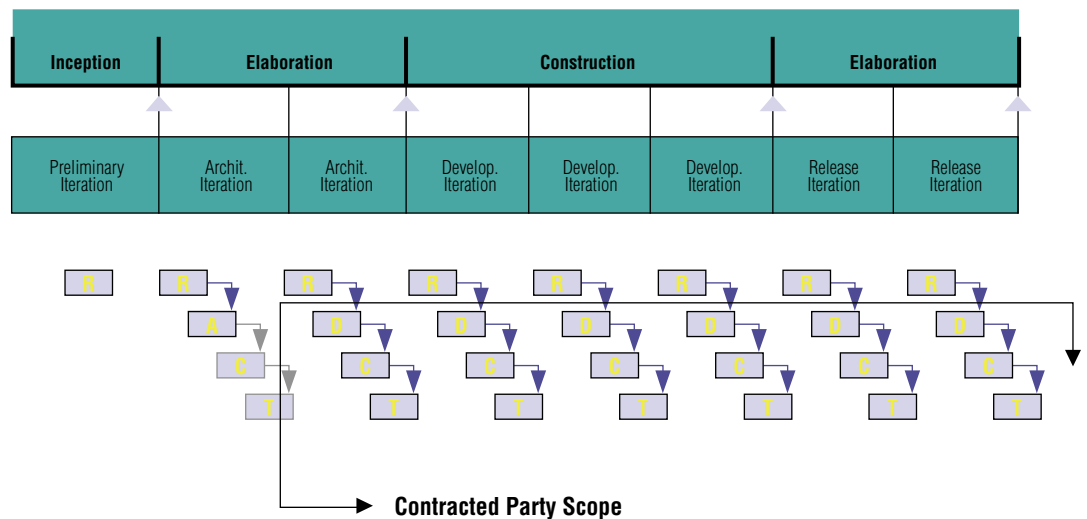 Inception Elaboration Construction Elaboration
Preliminary Archit. Archit. Develop. Develop. Develop. Release Release
Iteration Iteration Iteration Iteration Iteration Iteration Iteration Iteration
R R R R R R R R
A D D D D D D
C C C C C C C
T T T T T T T
Contracted Party Scope